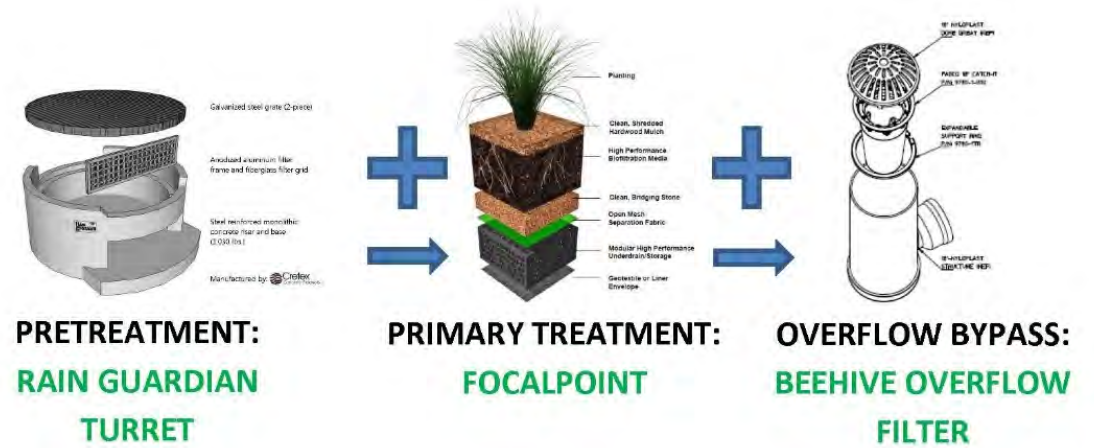 Galvanized steel grate (2-piece)
Anodized aluminum filter
frame and fiberglass filter grid
Steel reinforced monolithic
concrete riser and base
Manufactured by:
Cretex
Planting
Clean, Shredded
Hardwood Mulch
High Performance
Biofiltration Media
Clean, Bridging Stone
Open Mesh
Separation Fabric
Modular High Performance
Underdrain/Storage
Geotextile or Liner
Envelope
EXPANDABLE
PRETREATMENT:
RAIN GUARDIAN
TURRET
PRIMARY TREATMENT:
FOCALPOINT
OVERFLOW BYPASS:
BEEHIVE OVERFLOW
FILTER